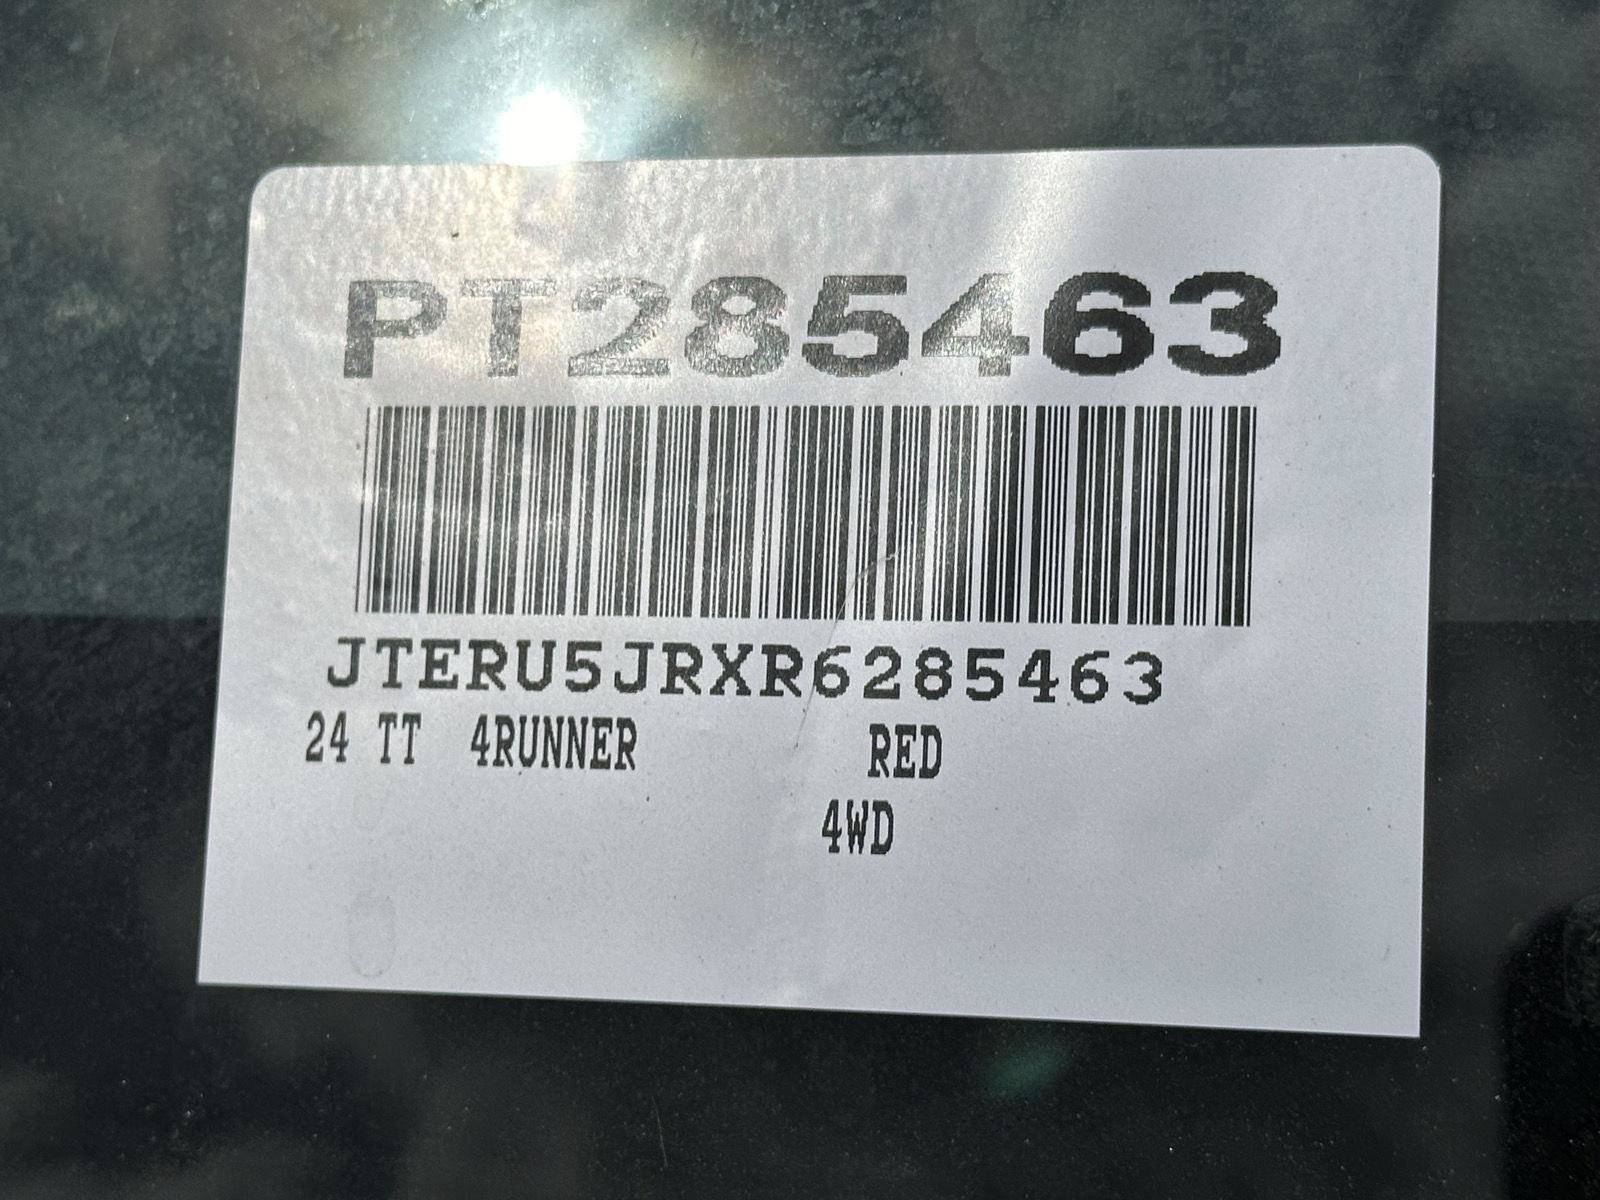 PT285463
JTERU5JRXR6285463
24 TT 4RUNNER RED
4WD